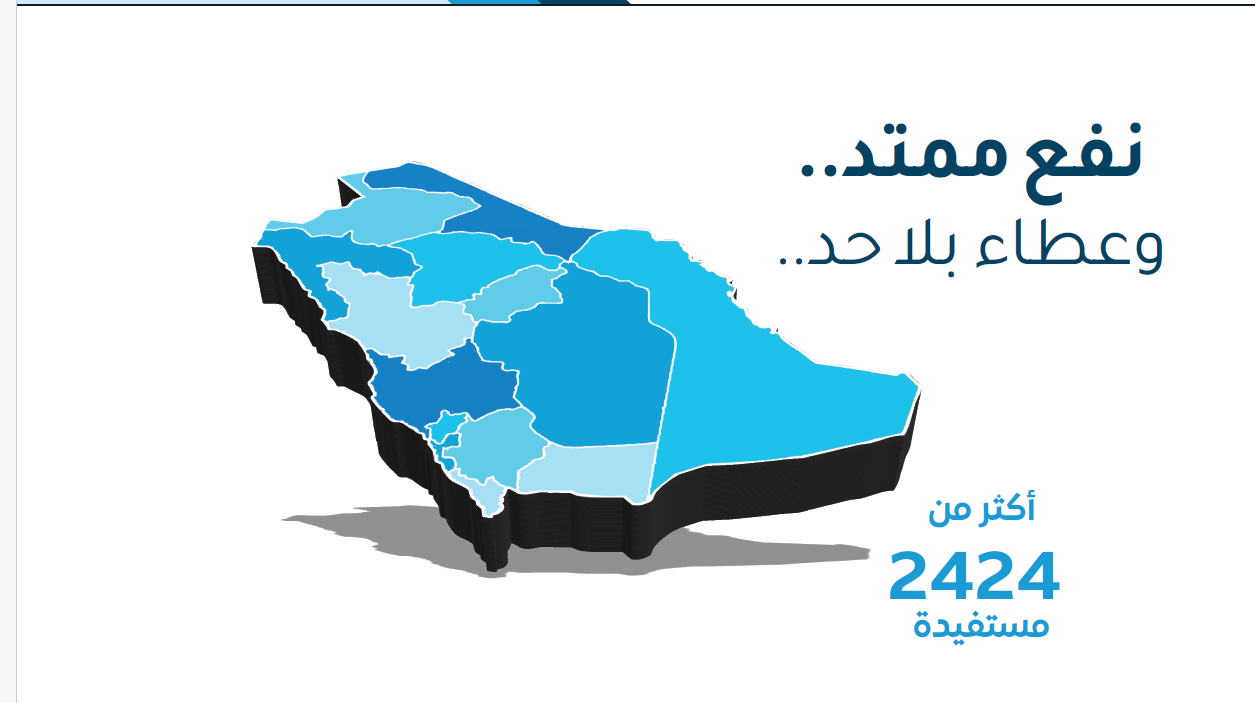 نفع ممتد..
وعطاء بلا حد..
أكثر من
2424
مستفيدة